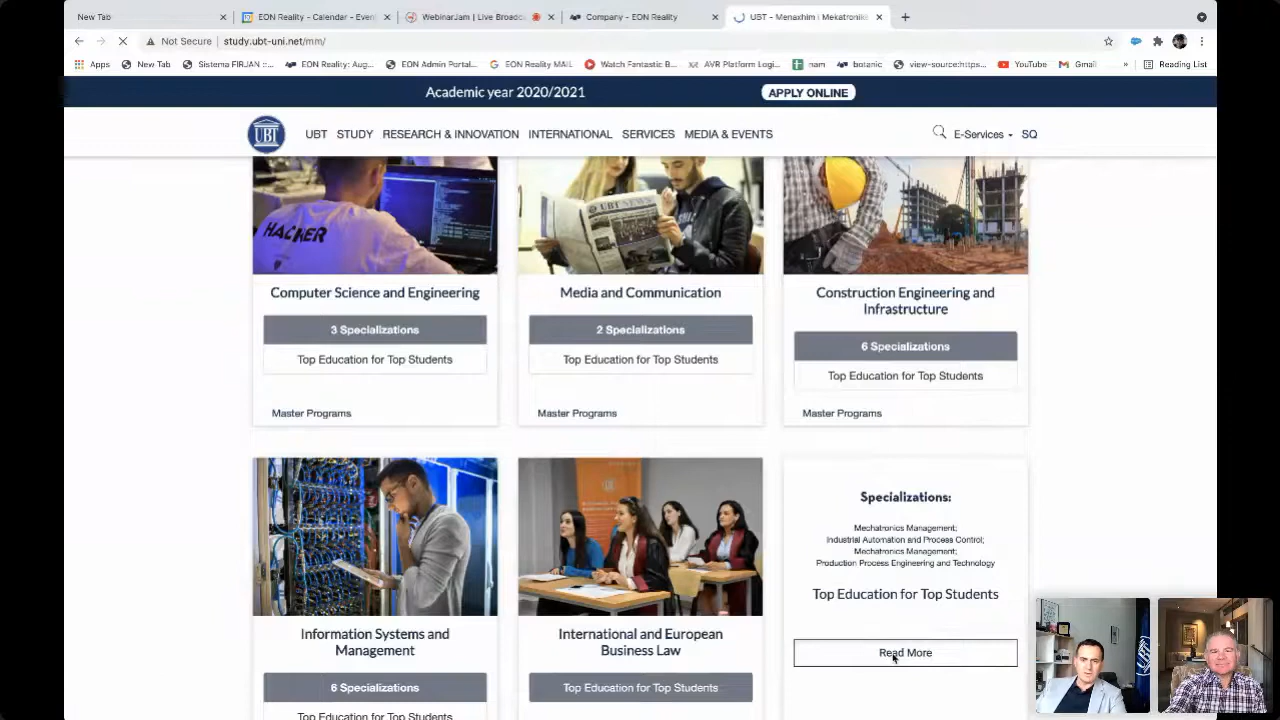 New Tab
EON Reality - Calendar - Even
WebinarJam | Live Broadc
Company - EON Reality
UBT - Menaxhim i Mekatronik
Not Secure | study.ubt-uni.net/mm/
Apps
New Tab
Sistema FIRJAN ::...
EON Reality: Aug...
EON Admin Portal...
EON Reality MAIL
Watch Fantastic B...
AVR Platform Logi...
nam
botanic
view-source:https...
YouTube
Gmail
»
Reading List
Academic year 2020/2021
APPLY ONLINE
UBT
UBT
STUDY
RESEARCH & INNOVATION
INTERNATIONAL
SERVICES
MEDIA & EVENTS
E-Services
SQ
HACKER
UBT NEWS
Computer Science and Engineering
3 Specializations
Top Education for Top Students
Master Programs
Media and Communication
2 Specializations
Top Education for Top Students
Master Programs
Construction Engineering and
Infrastructure
6 Specializations
Top Education for Top Students
Master Programs
Information Systems and
Management
6 Specializations
Top Education for Top Students
International and European
Business Law
Top Education for Top Students
Specializations:
Mechatronics Management;
Industrial Automation and Process Control;
Mechatronics Management;
Production Process Engineering and Technology
Top Education for Top Students
Read More